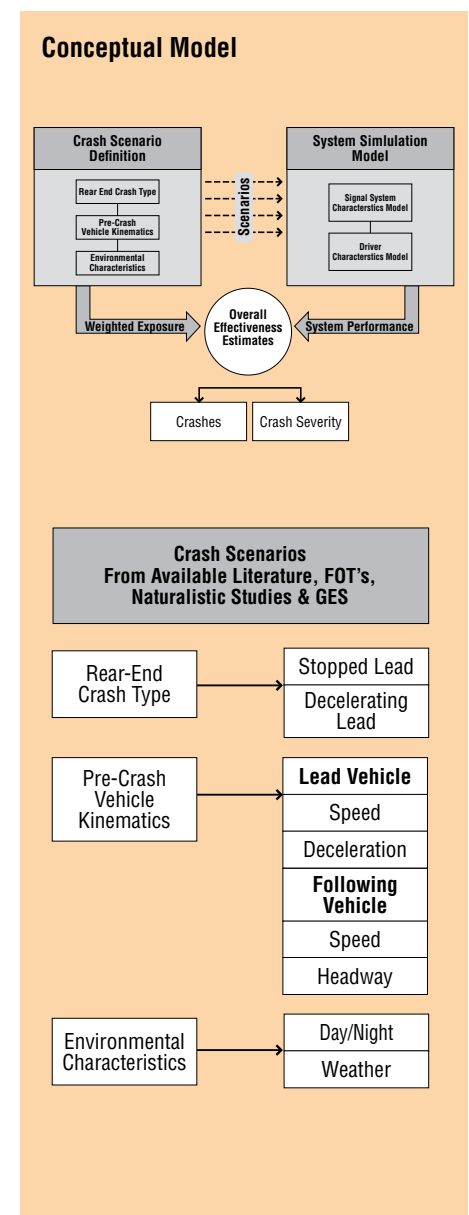 Conceptual Model
Crash Scenario
Definition
Rear End Crash Type
Pre-Crash
Vehicle Kinematics
Environmental
Characteristics
Scenarios
System Simlulation
Model
Signal System
Characterstics Model
Driver
Characterstics Model
Weighted Exposure
Overall
Effectiveness
Estimates
System Performance
Crashes
Crash Severity
Crash Scenarios
From Available Literature, FOT's,
Naturalistic Studies & GES
Rear-End
Crash Type
Stopped Lead
Decelerating
Lead
Pre-Crash
Vehicle
Kinematics
Lead Vehicle
Speed
Deceleration
Following
Vehicle
Speed
Headway
Environmental
Characteristics
Day/Night
Weather